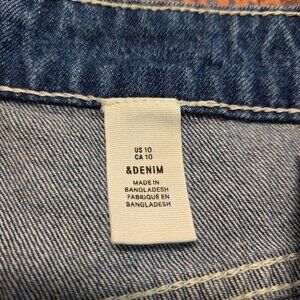 US 10
CA 10
&DENIM
MADE IN
BANGLADESH
FABRIQUÉ EN
BANGLADESH